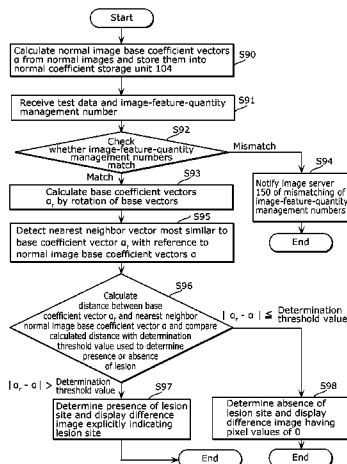 Start
Calculate normal image base coefficient vectors
α from normal images and store them into
normal coefficient storage unit 104
S90
Receive test data and image-feature-quantity
management number
S91
S92
Check
whether image-feature-quantity
management numbers
match
Mismatch
Match
S93
Calculate base coefficient vectors
αr by rotation of base vectors
S94
Notify image server
150 of mismatching of
image-feature-quantity
management numbers
End
S95
Detect nearest neighbor vector most similar to
base coefficient vector αr with reference to
normal image base coefficient vectors α
S96
Calculate
distance between base
coefficient vector αr and nearest neighbor
normal image base coefficient vector α and compare
calculated distance with determination
threshold value used to determine
presence or absence
of lesion
| αr - α | ≦ Determination
threshold value
| αr - α | > Determination
threshold value
S97
Determine presence of lesion
site and display difference
image explicitly indicating
lesion site
S98
Determine absence of
lesion site and display
difference image having
pixel values of 0
End
End